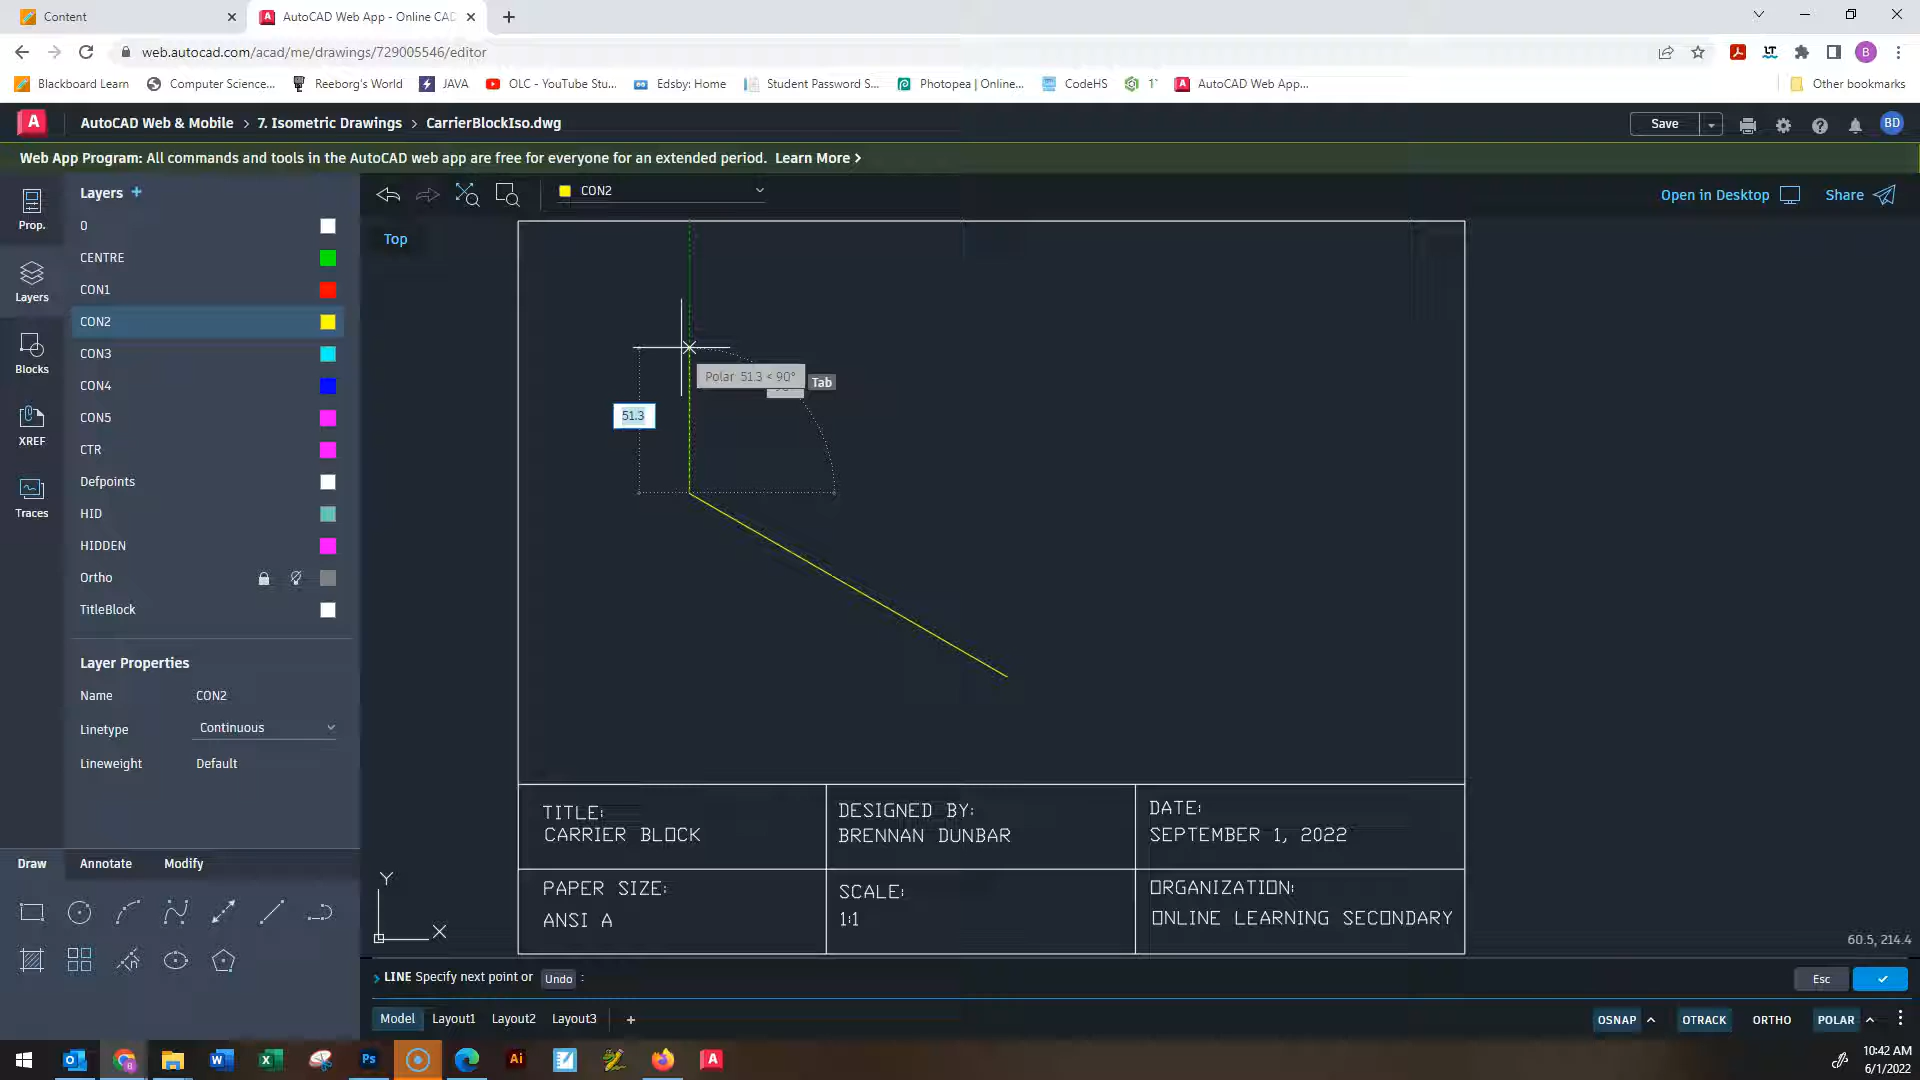 Content
AutoCAD Web App - Online CAD
web.autocad.com/acad/me/drawings/729005546/editor
B
Blackboard Learn
Computer Science...
Reeborg's World
JAVA
OLC - YouTube Stu...
Edsby: Home
Student Password S...
Photopea | Online...
CodeHS
AutoCAD Web App...
Other bookmarks
A
AutoCAD Web & Mobile > 7. Isometric Drawings > CarrierBlockIso.dwg
Save
BD
Web App Program: All commands and tools in the AutoCAD web app are free for everyone for an extended period. Learn More >
Prop.
Layers
Blocks
XREF
Traces
Layers +
0
CENTRE
CON1
CON2
CON3
CON4
CON5
CTR
Defpoints
HID
HIDDEN
Ortho
TitleBlock
Layer Properties
Name CON2
Linetype Continuous
Lineweight Default
Draw Annotate Modify
CON2
Open in Desktop
Share
Top
Polar 51.3 < 90°
Tab
51.3
TITLE:
CARRIER BLOCK
DESIGNED BY:
BRENNAN DUNBAR
DATE:
SEPTEMBER 1, 2022
PAPER SIZE:
ANSI A
SCALE:
1:1
ORGANIZATION:
ONLINE LEARNING SECONDARY
Y
X
60.5, 214.4
LINE Specify next point or Undo :
Esc
Model Layout1 Layout2 Layout3 +
OSNAP OTRACK ORTHO POLAR
Ps
Ai
A
10:42 AM
6/1/2022